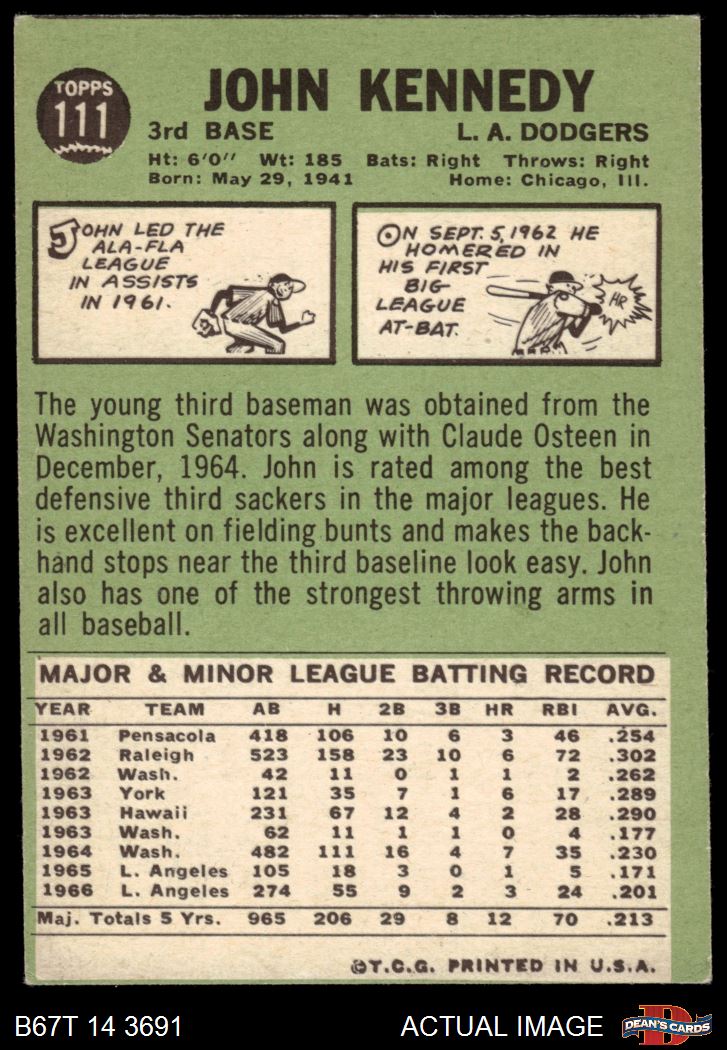 TOPPS
111
JOHN KENNEDY
3rd BASE L. A. DODGERS
Ht: 6'0" Wt: 185 Bats: Right Throws: Right
Born: May 29, 1941 Home: Chicago, Ill.
JOHN LED THE
ALA-FLA
LEAGUE
IN ASSISTS
IN 1961.
ON SEPT. 5, 1962 HE
HOMERED IN
HIS FIRST
BIG-
LEAGUE
AT-BAT.
HR
The young third baseman was obtained from the
Washington Senators along with Claude Osteen in
December, 1964. John is rated among the best
defensive third sackers in the major leagues. He
is excellent on fielding bunts and makes the back-
hand stops near the third baseline look easy. John
also has one of the strongest throwing arms in
all baseball.
MAJOR & MINOR LEAGUE BATTING RECORD
YEAR TEAM AB H 2B 3B HR RBI AVG.
1961 Pensacola 418 106 10 6 3 46 .254
1962 Raleigh 523 158 23 10 6 72 .302
1962 Wash. 42 11 0 1 1 2 .262
1963 York 121 35 7 1 6 17 .289
1963 Hawaii 231 67 12 4 2 28 .290
1963 Wash. 62 11 1 1 0 4 .177
1964 Wash. 482 111 16 4 7 35 .230
1965 L. Angeles 105 18 3 0 1 5 .171
1966 L. Angeles 274 55 9 2 3 24 .201
Maj. Totals 5 Yrs. 965 206 29 8 12 70 .213
©T.C.G. PRINTED IN U.S.A.
B67T 14 3691 ACTUAL IMAGE
D
DEAN'S CARDS